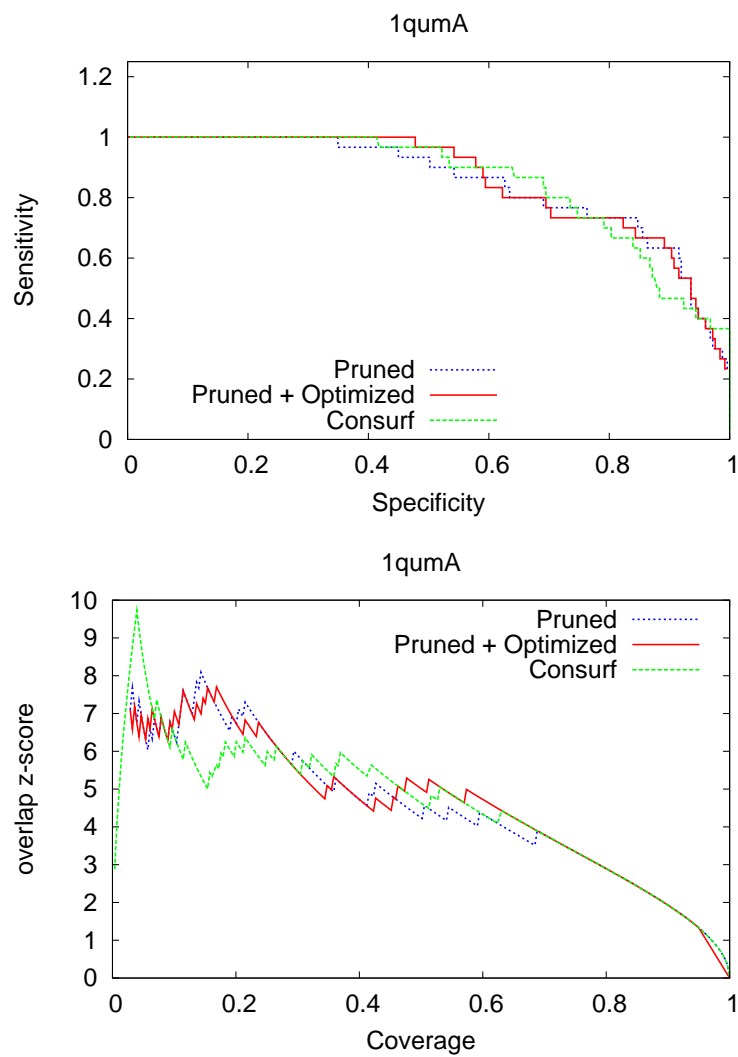 1qumA
1.2
1
0.8
0.6
0.4
0.2
0
Sensitivity
Pruned
Pruned + Optimized
Consurf
0 0.2 0.4 0.6 0.8 1
Specificity
1qumA
10
9
8
7
6
5
4
3
2
1
0
overlap z-score
Pruned
Pruned + Optimized
Consurf
0 0.2 0.4 0.6 0.8 1
Coverage